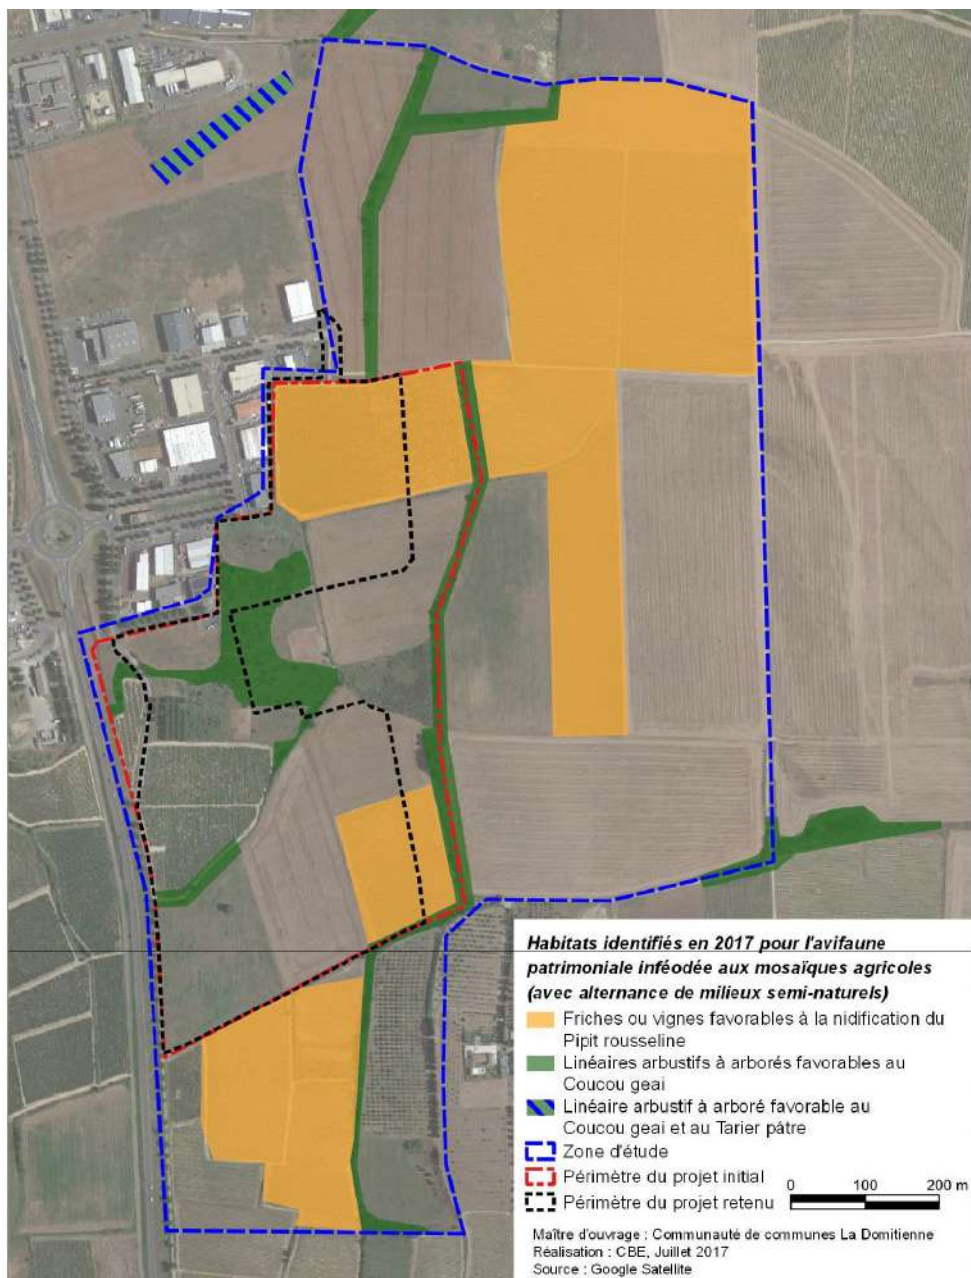 Habitats identifiés en 2017 pour l'avifaune
patrimoniale inféodée aux mosaïques agricoles
(avec alternance de milieux semi-naturels)
Friches ou vignes favorables à la nidification du
Pipit rousseline
Linéaires arbustifs à arborés favorables au
Coucou geai
Linéaire arbustif à arboré favorable au
Coucou geai et au Tarier pâtre
Zone d'étude
Périmètre du projet initial
Périmètre du projet retenu
0 100 200 m
Maître d'ouvrage : Communauté de communes La Domitienne
Réalisation : CBE, Juillet 2017
Source : Google Satellite